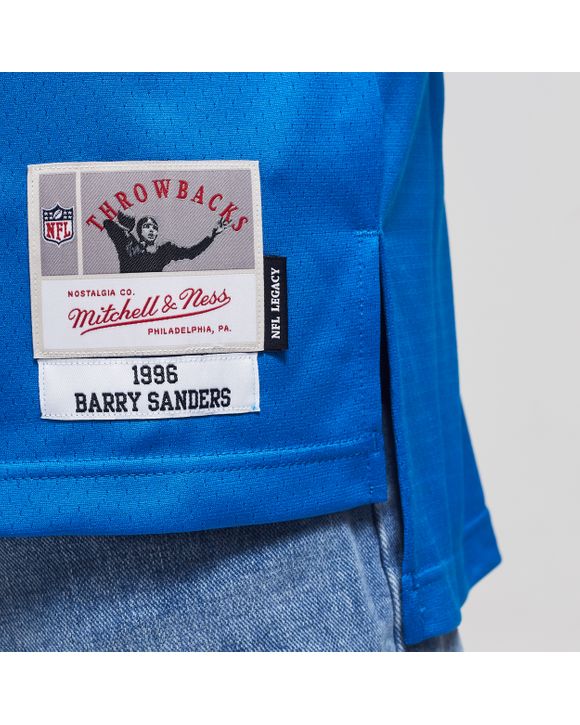 THROWBACKS
NFL
NOSTALGIA CO.
Mitchell & Ness
PHILADELPHIA, PA.
NFL LEGACY
1996
BARRY SANDERS